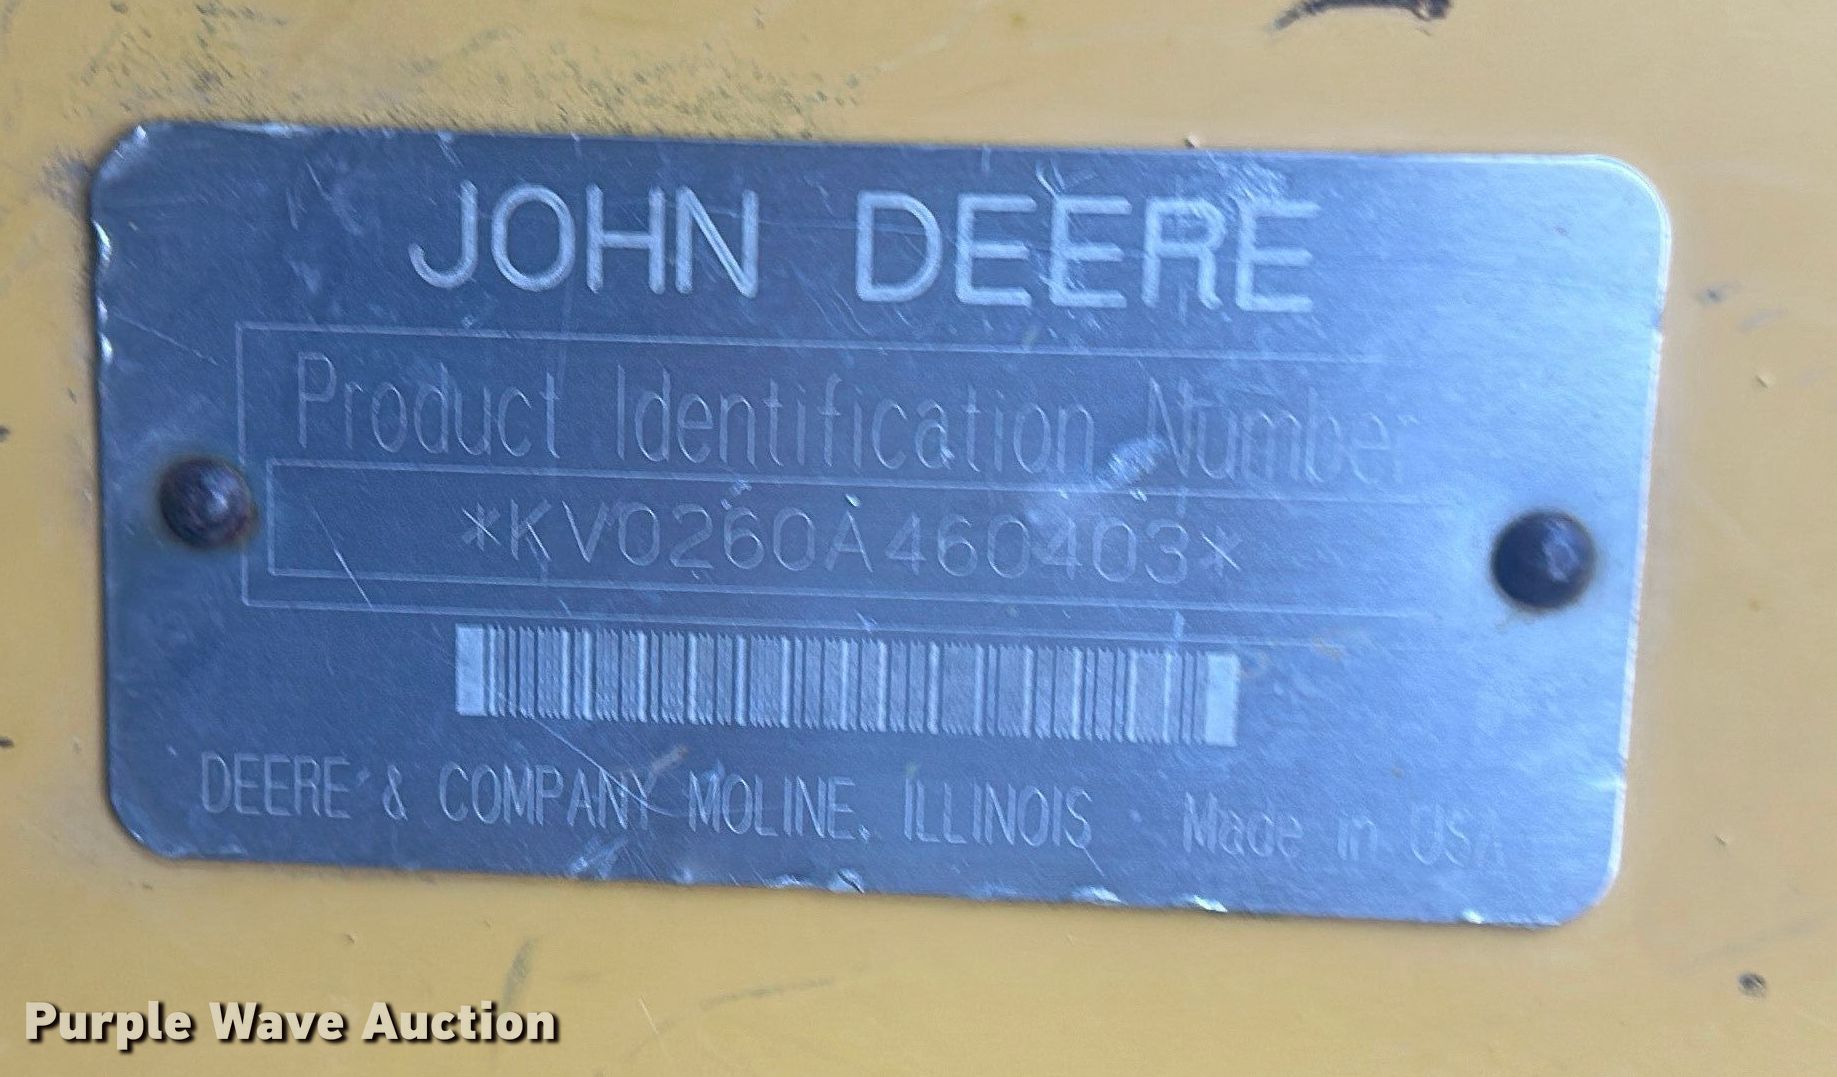 JOHN DEERE
Product Identification Number
*KV0260A460403*
DEERE & COMPANY MOLINE, ILLINOIS Made in USA
Purple Wave Auction